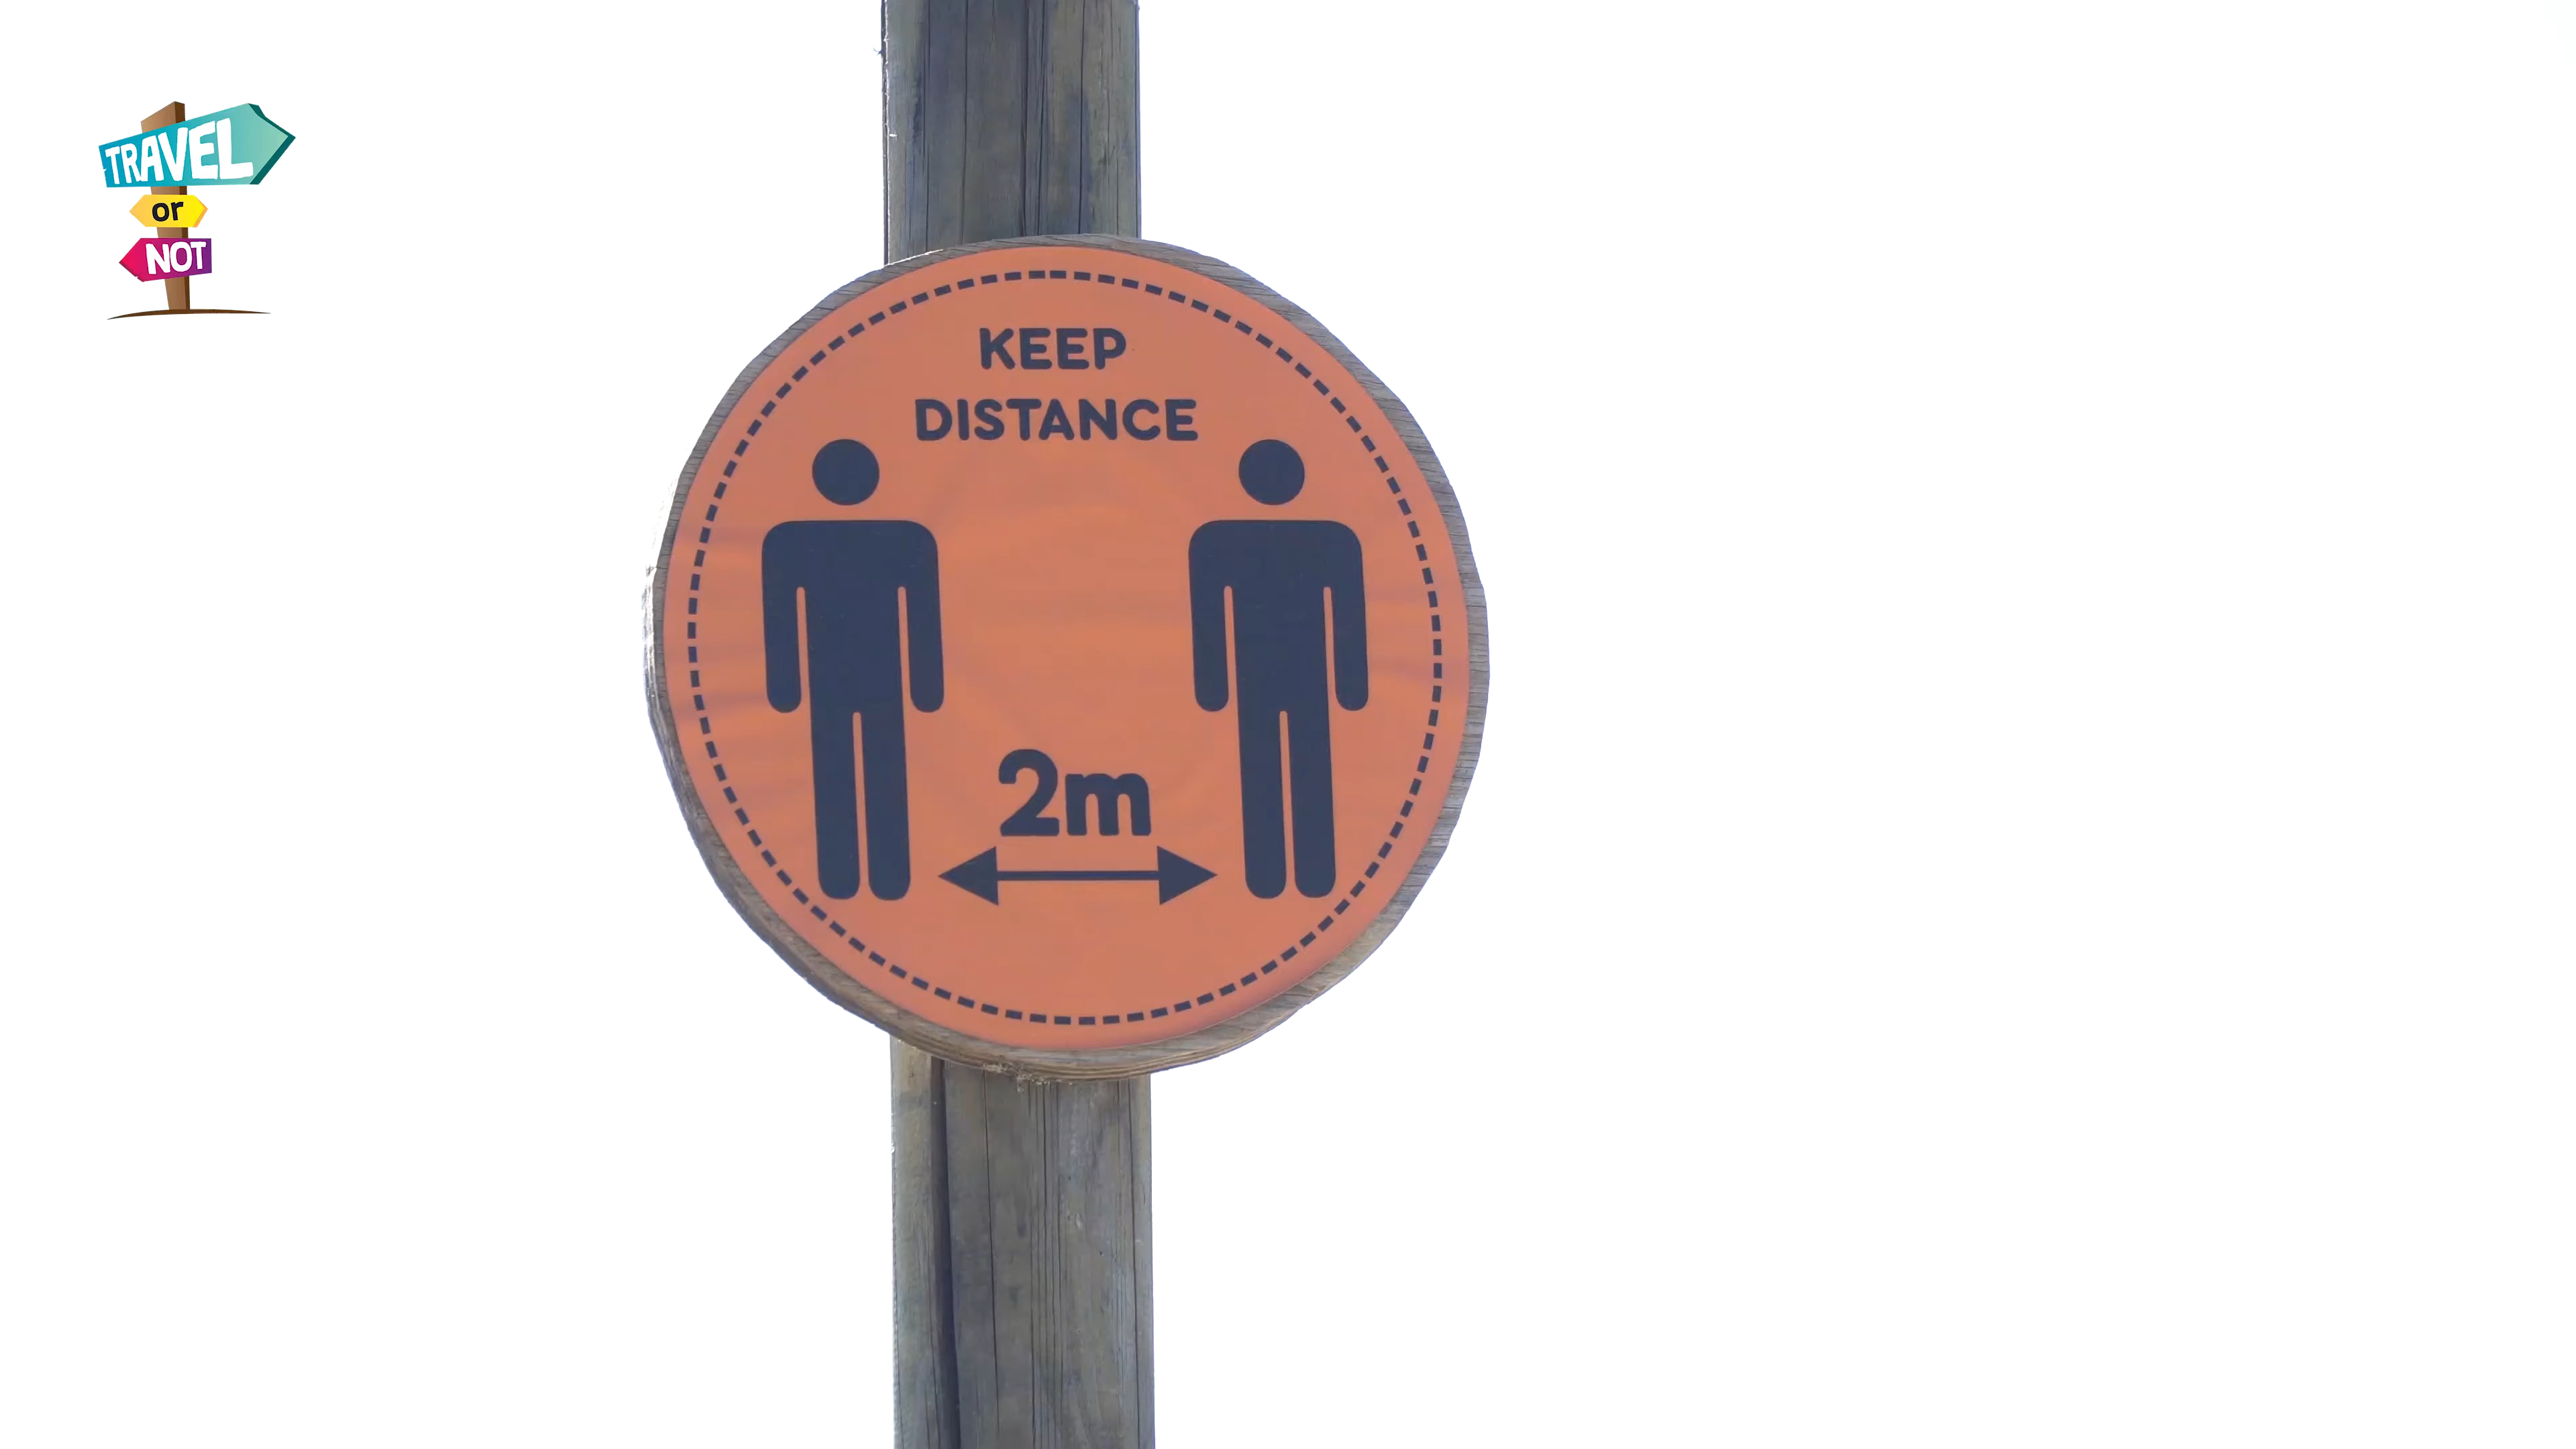 TRAVEL
or
NOT
KEEP
DISTANCE
2m